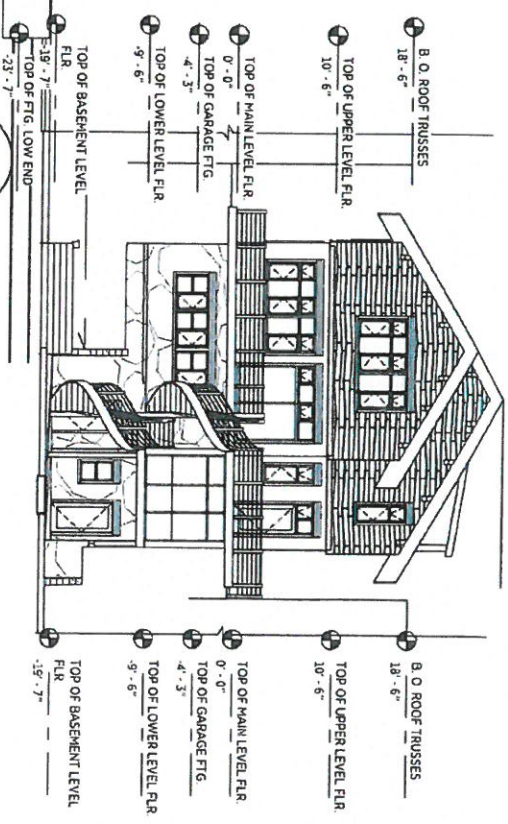 B. O. ROOF TRUSSES
18' - 6"
TOP OF UPPER LEVEL FLR.
10' - 6"
TOP OF MAIN LEVEL FLR.
0' - 0"
TOP OF GARAGE FTG.
-4' - 3"
TOP OF LOWER LEVEL FLR.
-9' - 6"
TOP OF BASEMENT LEVEL
FLR.
-19' - 7"
TOP OF FTG. LOW END
-23' - 7"
B. O. ROOF TRUSSES
18' - 6"
TOP OF UPPER LEVEL FLR.
10' - 6"
TOP OF MAIN LEVEL FLR.
0' - 0"
TOP OF GARAGE FTG.
-4' - 3"
TOP OF LOWER LEVEL FLR.
-9' - 6"
TOP OF BASEMENT LEVEL
FLR
-19' - 7"